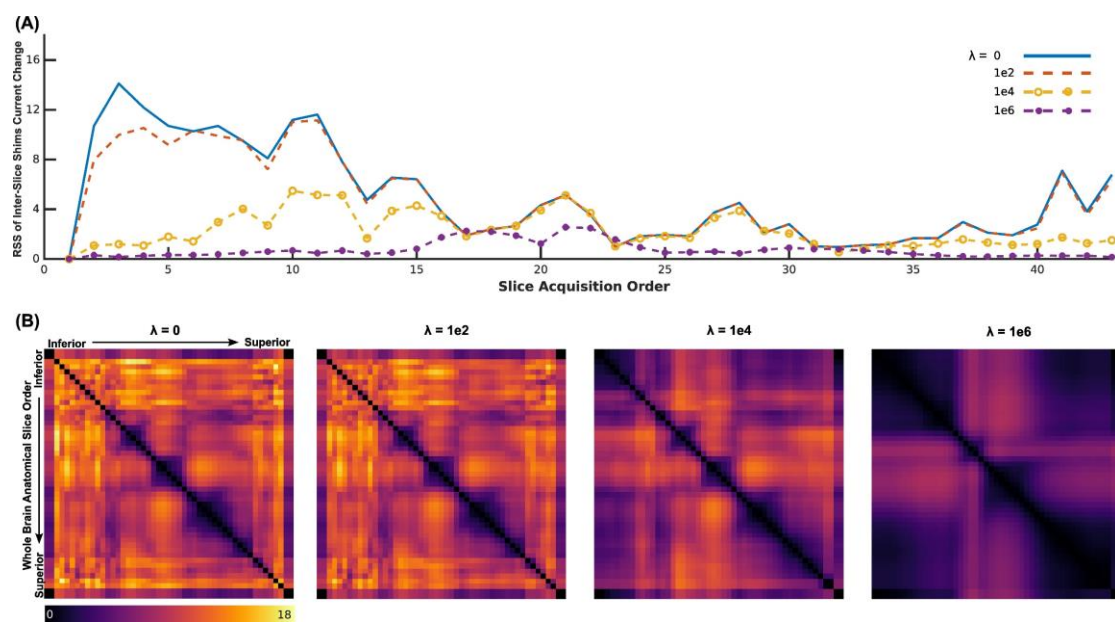 (A)
RSS of Inter-Slice Shims Current Change
16
12
8
4
0
0 5 10 15 20 25 30 35 40
Slice Acquisition Order
λ = 0
1e2
1e4
1e6
(B)
λ = 0 λ = 1e2 λ = 1e4 λ = 1e6
Inferior Superior
Whole Brain Anatomical Slice Order
Inferior
Superior
0 18